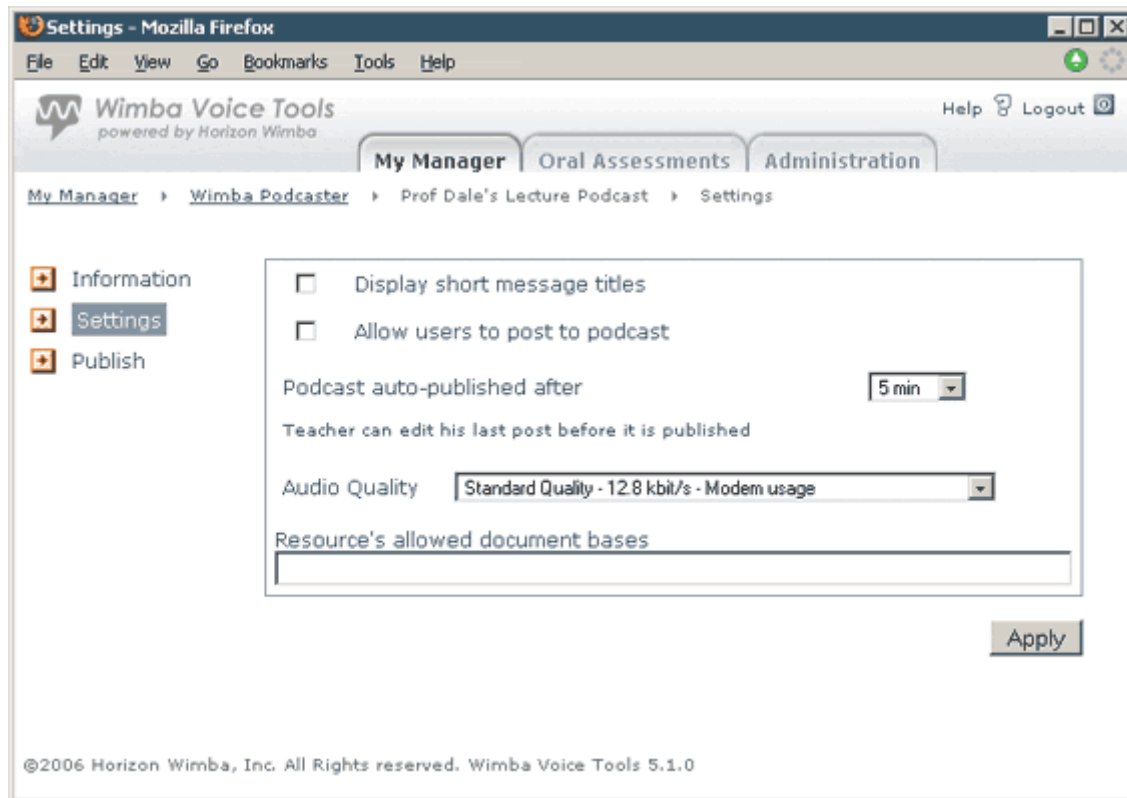 Settings - Mozilla Firefox
File Edit View Go Bookmarks Tools Help
Wimba Voice Tools
powered by Horizon Wimba
Help Logout
My Manager Oral Assessments Administration
My Manager Wimba Podcaster Prof Dale's Lecture Podcast Settings
Information
Settings
Publish
Display short message titles
Allow users to post to podcast
Podcast auto-published after 5 min
Teacher can edit his last post before it is published
Audio Quality Standard Quality - 12.8 kbit/s - Modem usage
Resource's allowed document bases
Apply
©2006 Horizon Wimba, Inc. All Rights reserved. Wimba Voice Tools 5.1.0